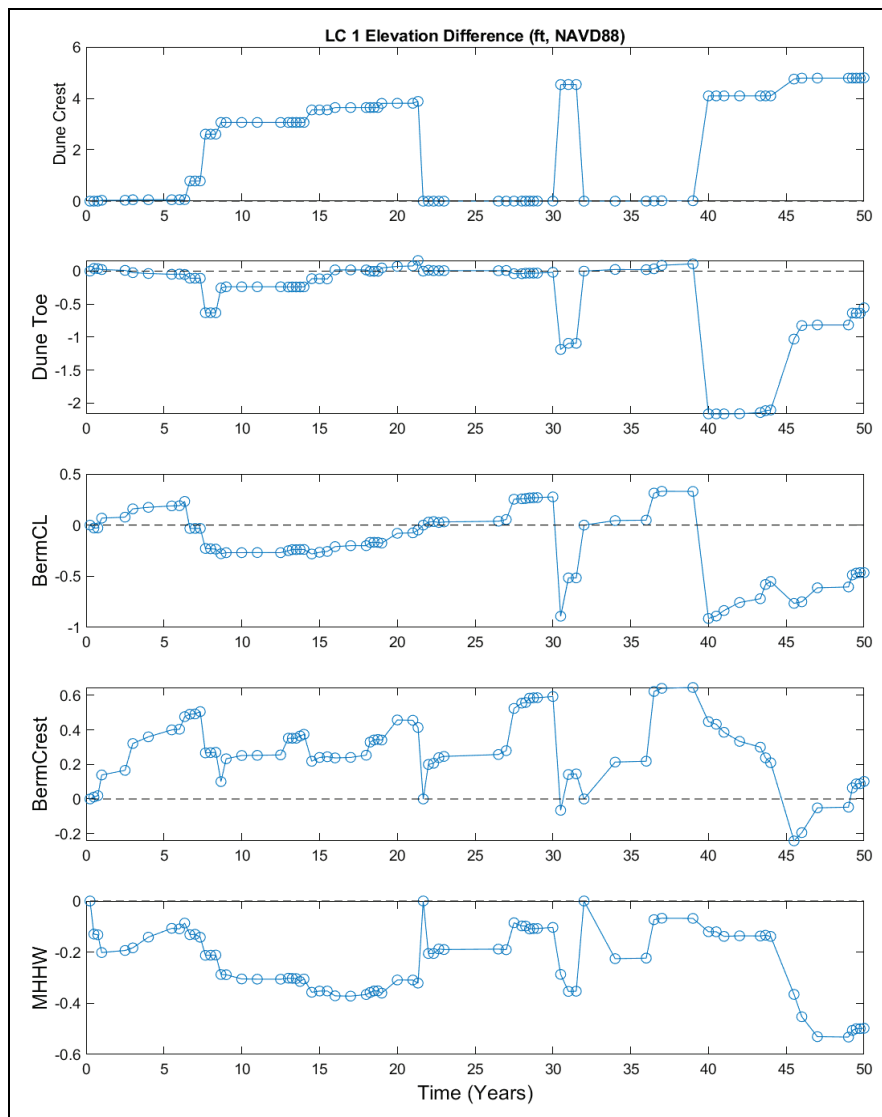 LC 1 Elevation Difference (ft, NAVD88)
6
4
2
0
Dune Crest
0 5 10 15 20 25 30 35 40 45 50
0
-0.5
-1
-1.5
-2
Dune Toe
0 5 10 15 20 25 30 35 40 45 50
0.5
0
-0.5
-1
BermCL
0 5 10 15 20 25 30 35 40 45 50
0.6
0.4
0.2
0
-0.2
BermCrest
0 5 10 15 20 25 30 35 40 45 50
0
-0.2
-0.4
-0.6
MHHW
0 5 10 15 20 25 30 35 40 45 50
Time (Years)